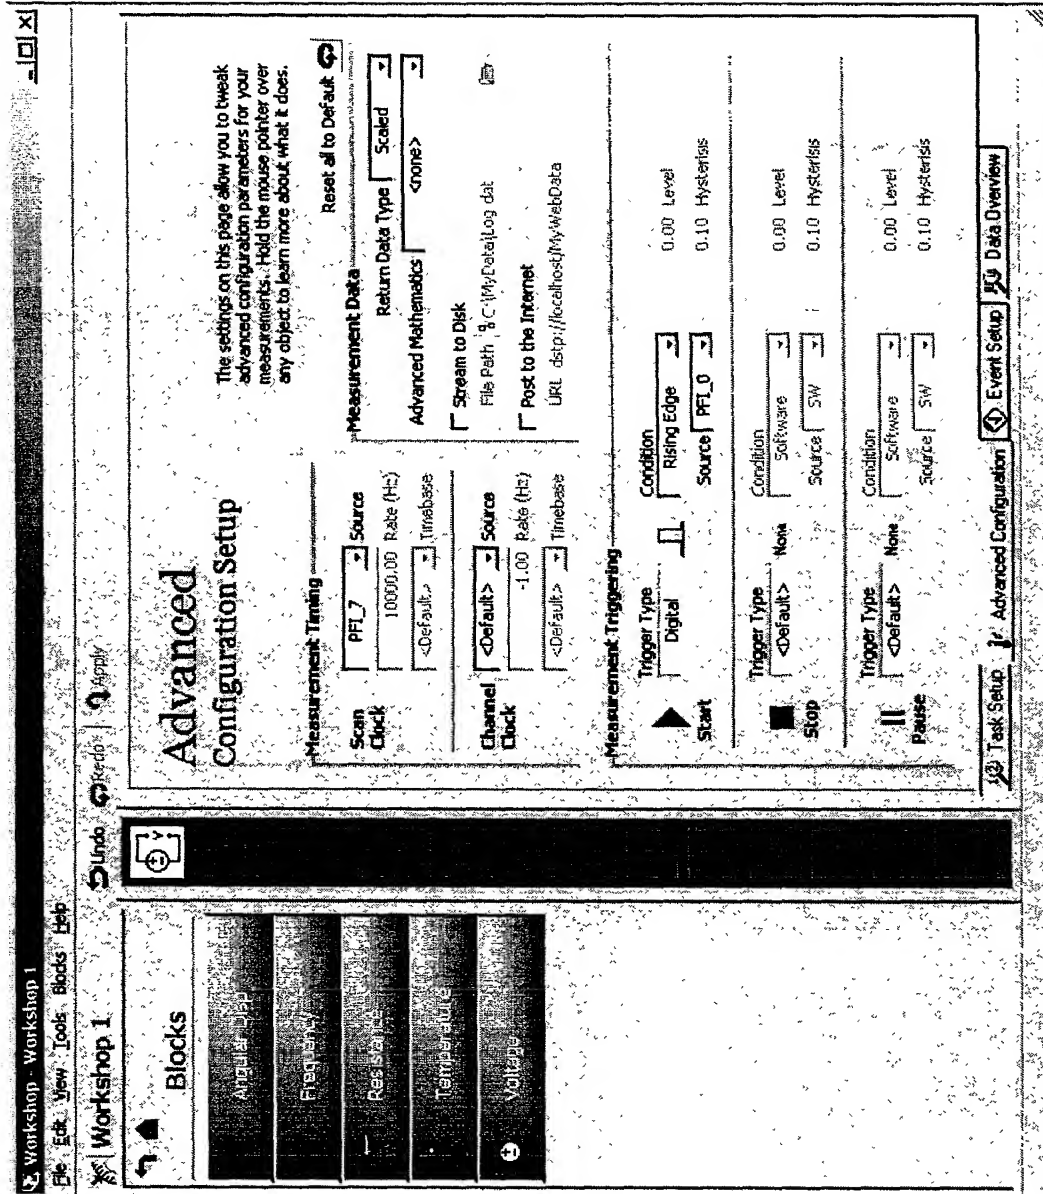 Workshop - Workshop 1
File Edit View Tools Blocks Help
Workshop 1
Undo Redo Apply
Blocks
Frequency
Resistance
Temperature
Voltage
Advanced
Configuration Setup
The settings on this page allow you to tweak
advanced configuration parameters for your
measurements. Hold the mouse pointer over
any object to learn more about what it does.
Reset all to Default
Measurement Timing
Scan
Clock
PFI_7 Source
10000.00 Rate (Hz)
<Default> Timebase
Channel
Clock
<Default> Source
-1.00 Rate (Hz)
<Default> Timebase
Measurement Data
Return Data Type Scaled
Advanced Mathematics <none>
Stream to Disk
File Path C:\MyData\Log dat
Post to the Internet
URL dstp://localhost/MyWebData
Measurement Triggering
Start
Trigger Type
Digital
Condition
Rising Edge
Source PFI_0
0.00 Level
0.10 Hysterisis
Stop
Trigger Type
<Default> None
Condition
Software
Source SW
0.00 Level
0.10 Hysterisis
Pause
Trigger Type
<Default> None
Condition
Software
Source SW
0.00 Level
0.10 Hysterisis
Task Setup Advanced Configuration Event Setup Data Overview